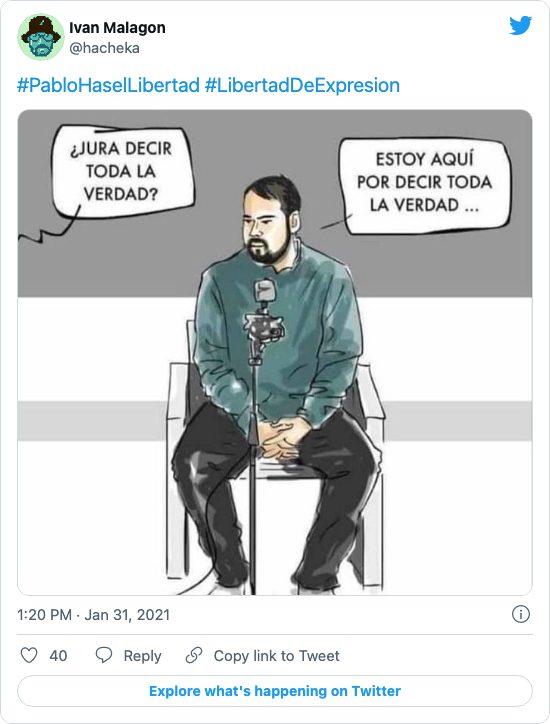 Ivan Malagon
@hacheka
#PabloHaselLibertad #LibertadDeExpresion
¿JURA DECIR
TODA LA
VERDAD?
ESTOY AQUÍ
POR DECIR TODA
LA VERDAD ...
1:20 PM · Jan 31, 2021
40 Reply Copy link to Tweet
Explore what's happening on Twitter